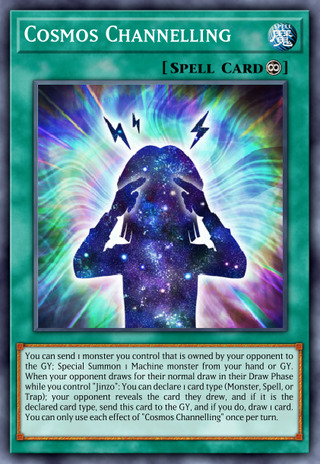 Cosmos Channelling
魔
[Spell Card]
You can send 1 monster you control that is owned by your opponent to
the GY; Special Summon 1 Machine monster from your hand or GY.
When your opponent draws for their normal draw in their Draw Phase
while you control "Jinzo": You can declare 1 card type (Monster, Spell, or
Trap); your opponent reveals the card they drew, and if it is the
declared card type, send this card to the GY, and if you do, draw 1 card.
You can only use each effect of "Cosmos Channelling" once per turn.